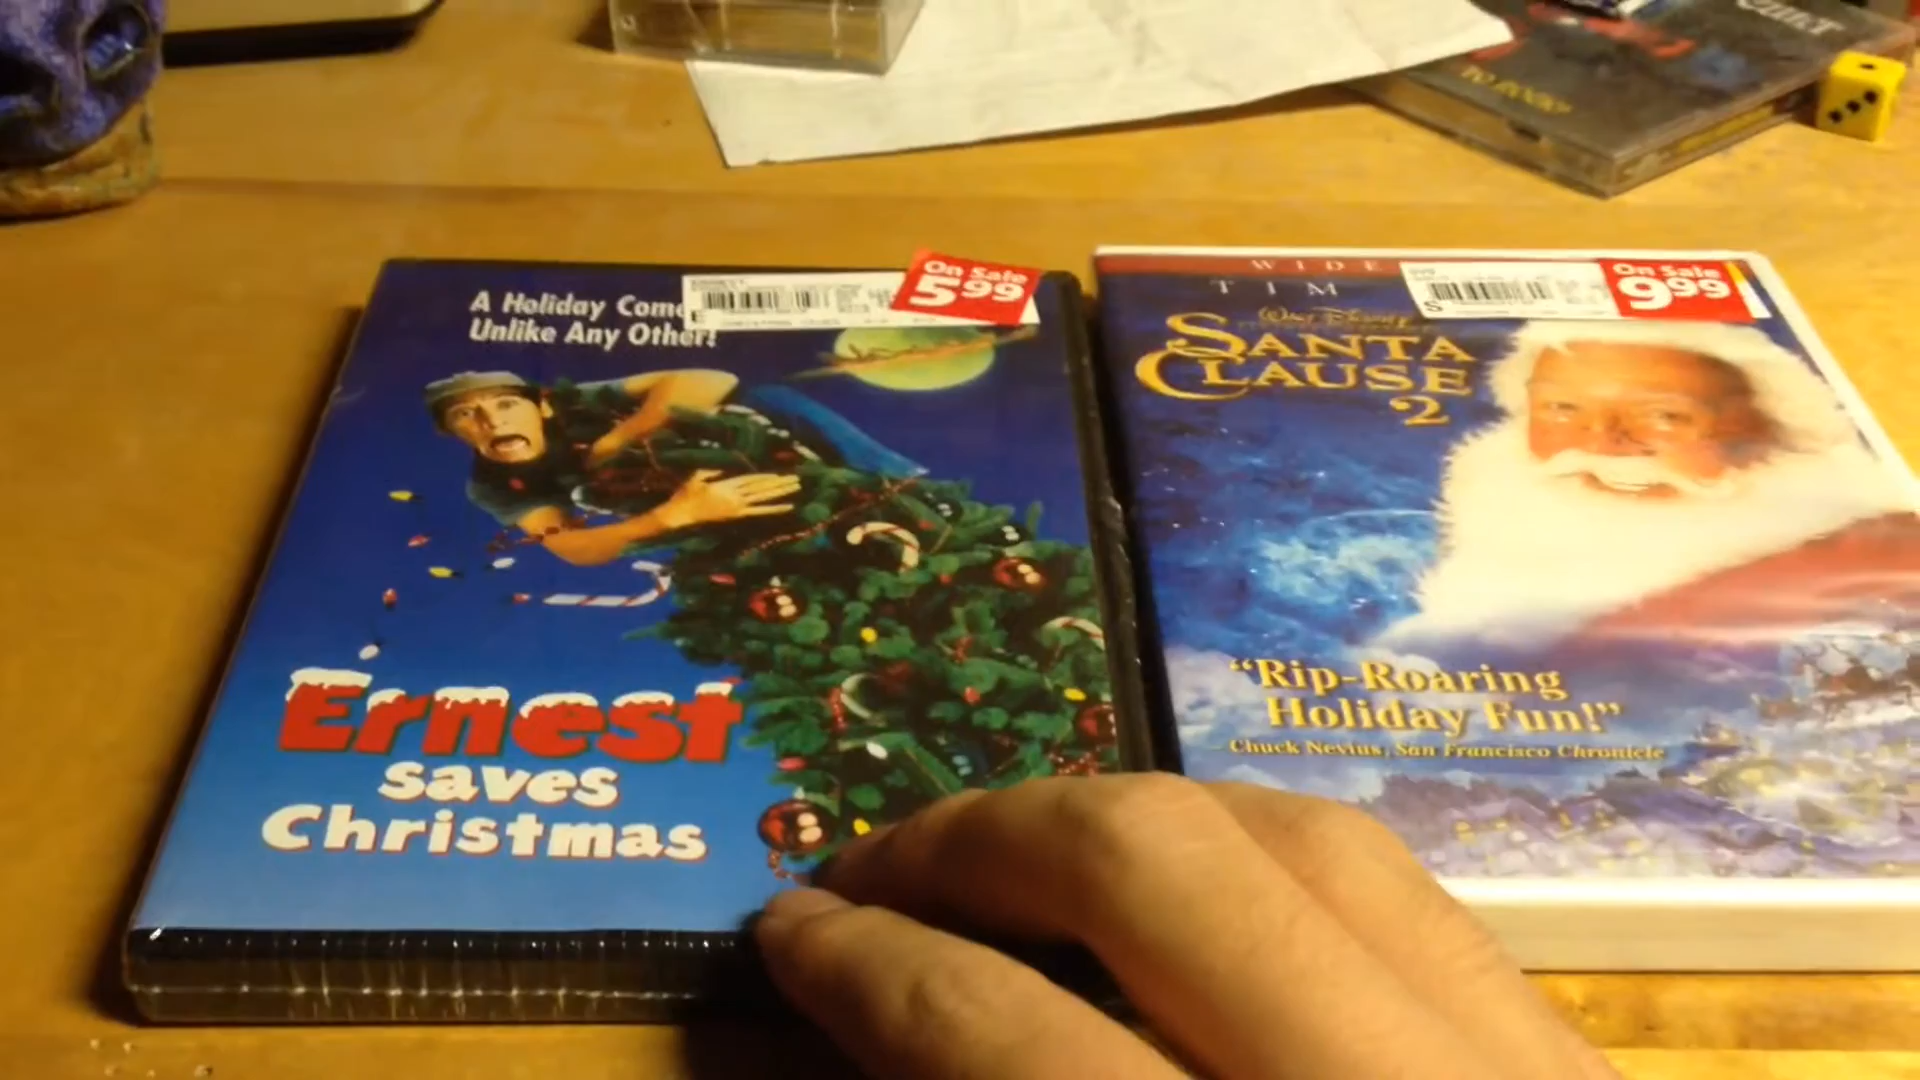 A Holiday Come
Unlike Any Other!
On Sale
5.99
Ernest
saves
Christmas
WIDE
TIM
On Sale
9.99
S
Walt Disney
SANTA
CLAUSE
2
"Rip-Roaring
Holiday Fun!"
Chuck Nevius, San Francisco Chronicle